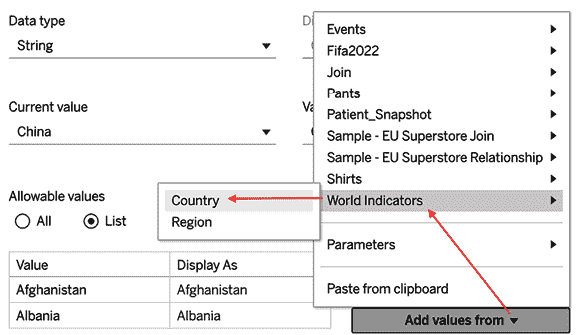 Data type
Di
String
Events
Fifa2022
Join
Pants
Patient_Snapshot
Sample - EU Superstore Join
Sample - EU Superstore Relationship
Shirts
World Indicators
Parameters
Paste from clipboard
Current value
Va
China
Allowable values
All
List
Country
Region
Value
Display As
Afghanistan
Afghanistan
Albania
Albania
Add values from